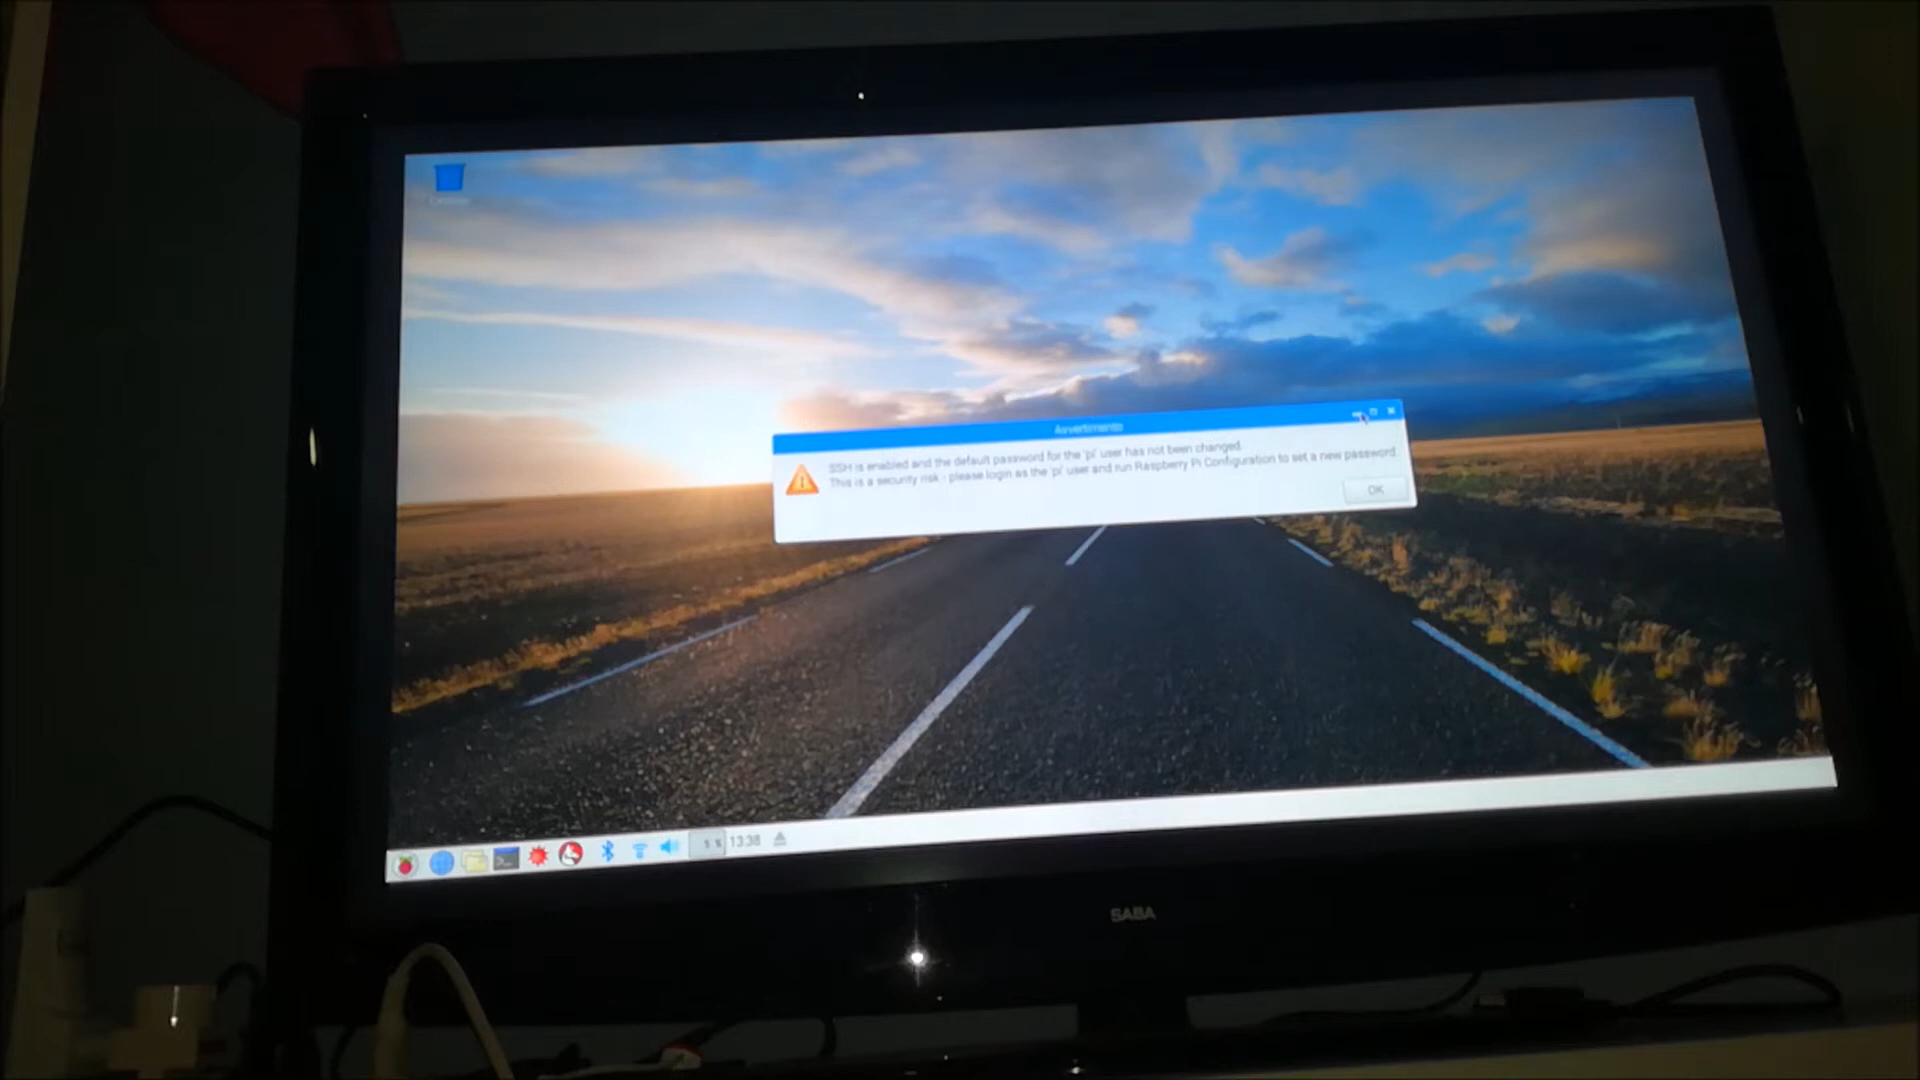 Avvertimento
SSH is enabled and the default password for the 'pi' user has not been changed.
This is a security risk - please login as the 'pi' user and run Raspberry Pi Configuration to set a new password.
OK
13:38
SABA